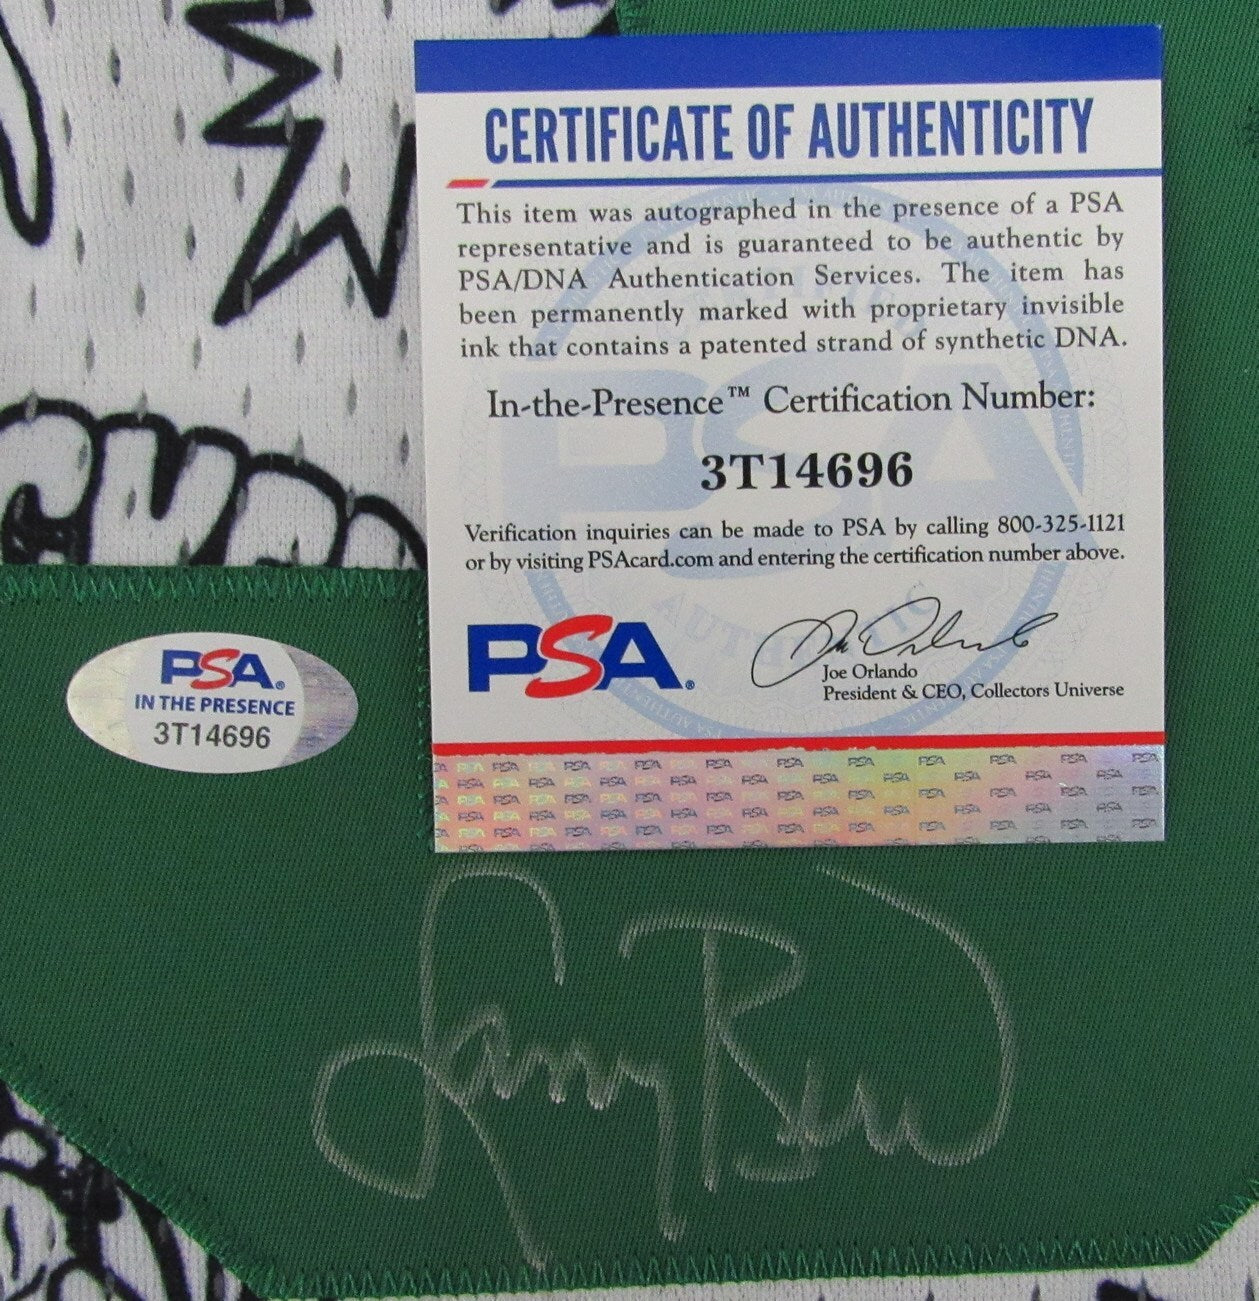 CERTIFICATE OF AUTHENTICITY
This item was autographed in the presence of a PSA
representative and is guaranteed to be authentic by
PSA/DNA Authentication Services. The item has
been permanently marked with proprietary invisible
ink that contains a patented strand of synthetic DNA.
In-the-Presence™ Certification Number:
3T14696
Verification inquiries can be made to PSA by calling 800-325-1121
or by visiting PSAcard.com and entering the certification number above.
PSA®
Joe Orlando
Joe Orlando
President & CEO, Collectors Universe
PSA®
IN THE PRESENCE
3T14696
Larry Bird